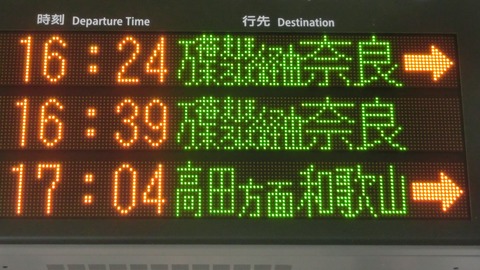 時刻 Departure Time 行先 Destination
16:24 奈良 →
16:39 奈良
17:04 高田方面和歌山 →